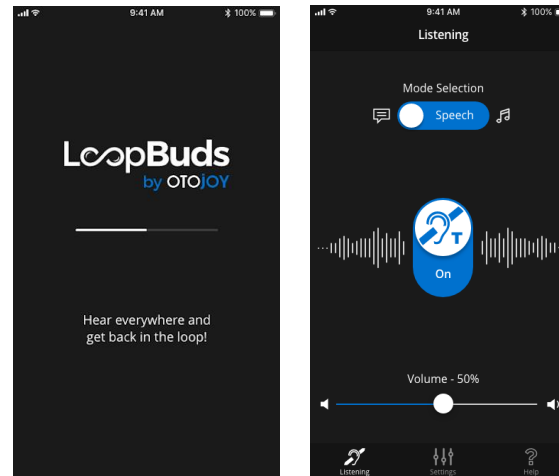 9:41 AM
100%
LoopBuds
by OTOJOY
Hear everywhere and
get back in the loop!
9:41 AM
100%
Listening
Mode Selection
Speech
T
On
Volume - 50%
Listening
Settings
Help